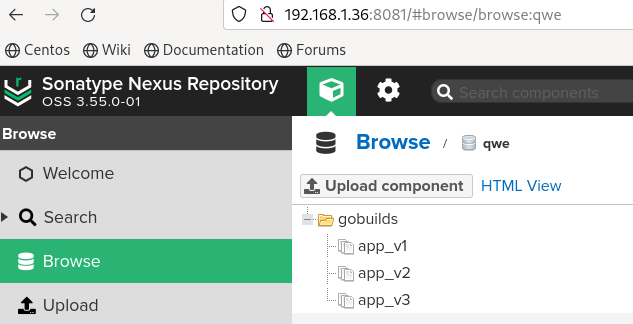 192.168.1.36:8081/#browse/browse:qwe
Centos Wiki Documentation Forums
Sonatype Nexus Repository
OSS 3.55.0-01
Search components
Browse
Browse / qwe
Welcome
Upload component HTML View
Search
gobuilds
app_v1
Browse
app_v2
app_v3
Upload